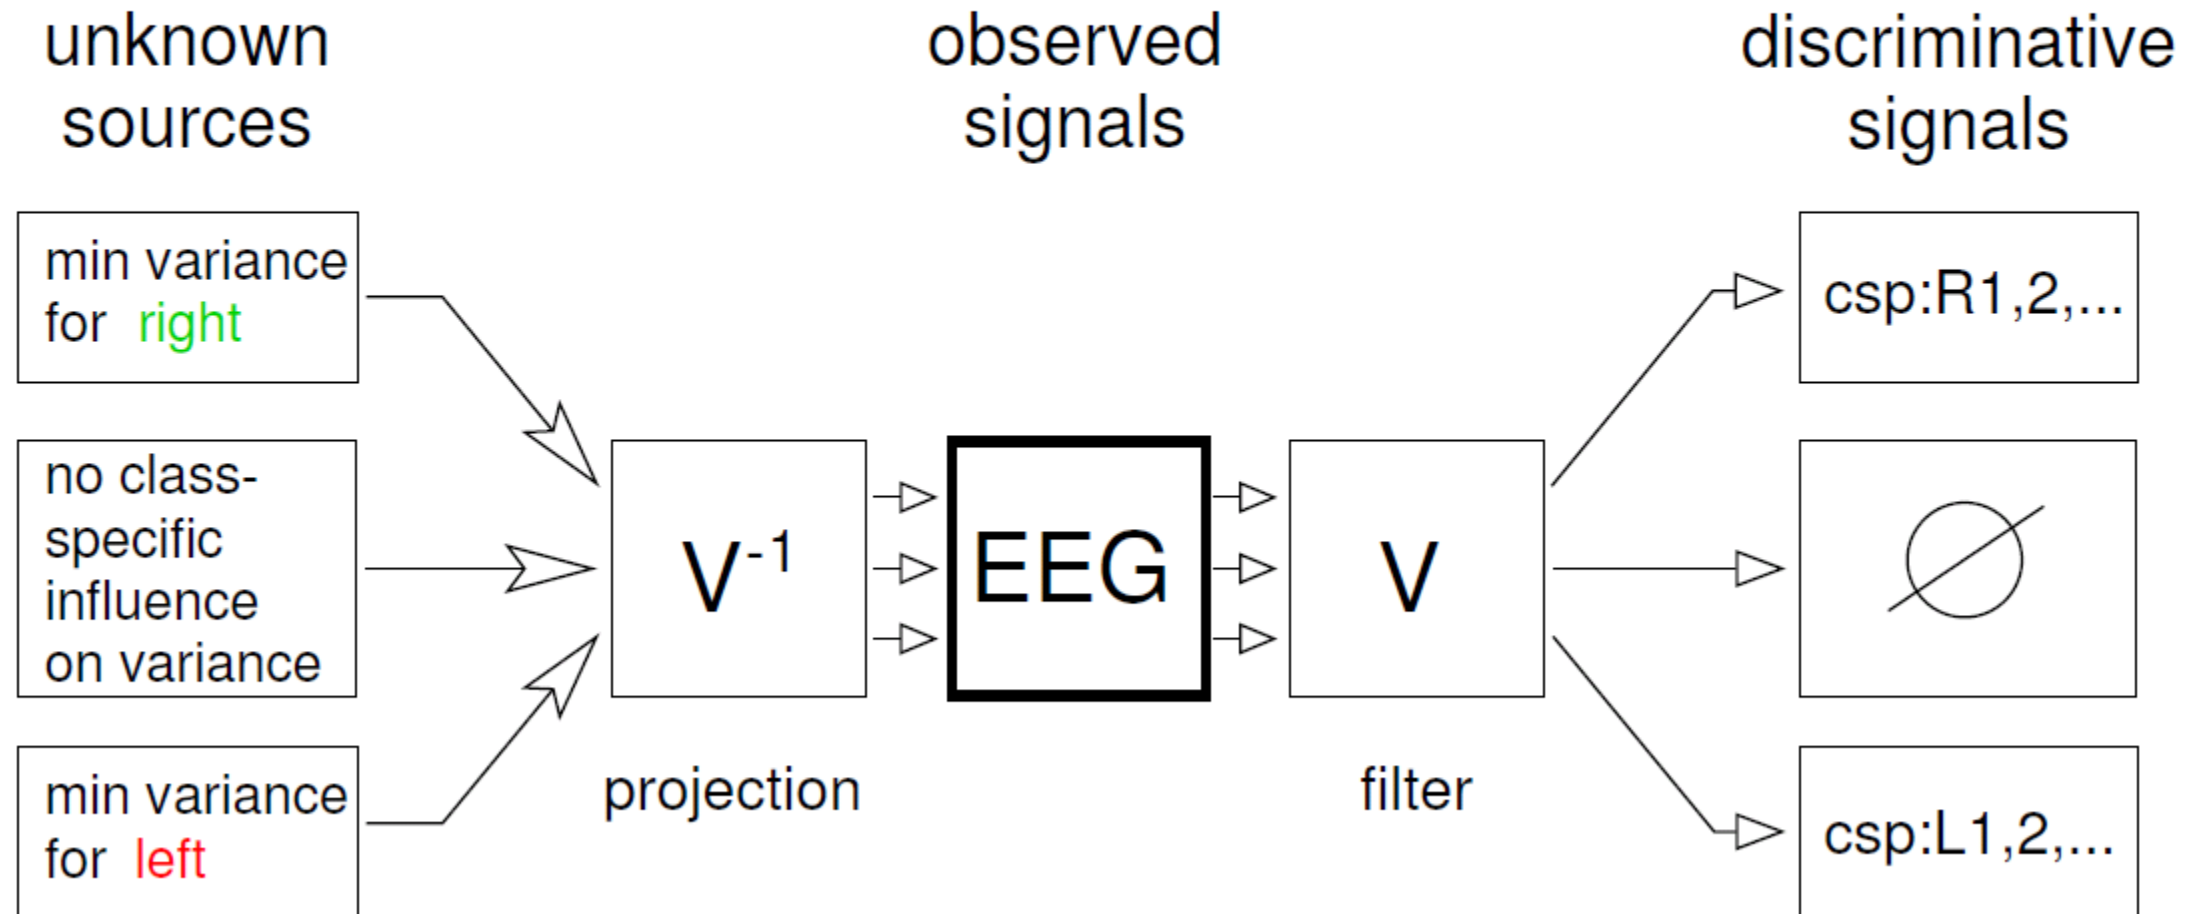 unknown
sources
observed
signals
discriminative
signals
min variance
for right
no class-
specific
influence
on variance
min variance
for left
V-1
projection
EEG
V
filter
csp:R1,2,...
∅
csp:L1,2,...